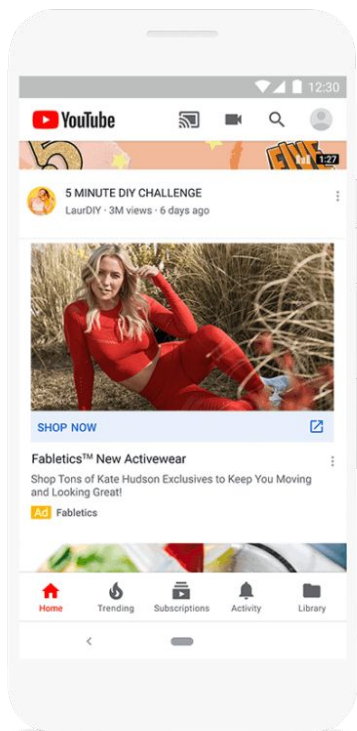 12:30
YouTube
5
FIVE
1:27
5 MINUTE DIY CHALLENGE
LaurDIY · 3M views · 6 days ago
SHOP NOW
Fabletics™ New Activewear
Shop Tons of Kate Hudson Exclusives to Keep You Moving
and Looking Great!
Ad Fabletics
Home Trending Subscriptions Activity Library